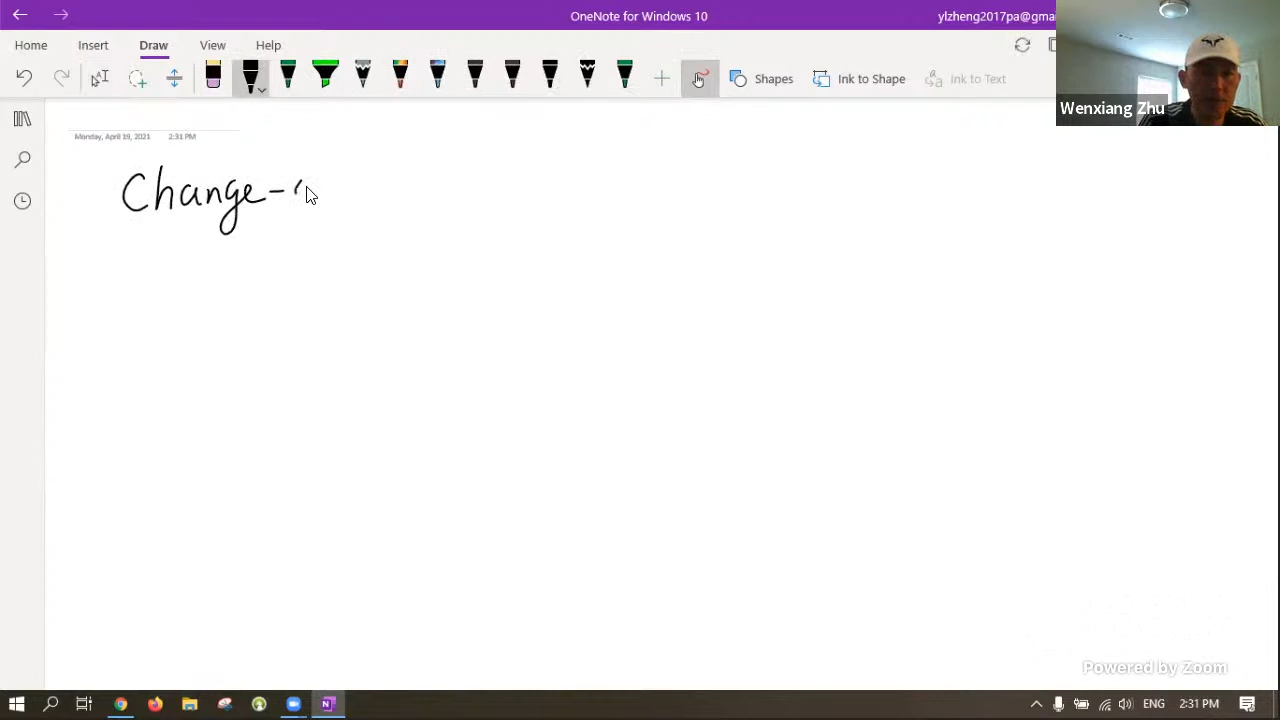 OneNote for Windows 10
ylzheng2017pa@gma
Home Insert Draw View Help
Shapes Ink to Shape Ink to Text
Wenxiang Zhu
Monday, April 19, 2021 2:31 PM
Change-
Powered by Zoom
ENG 2:31 PM